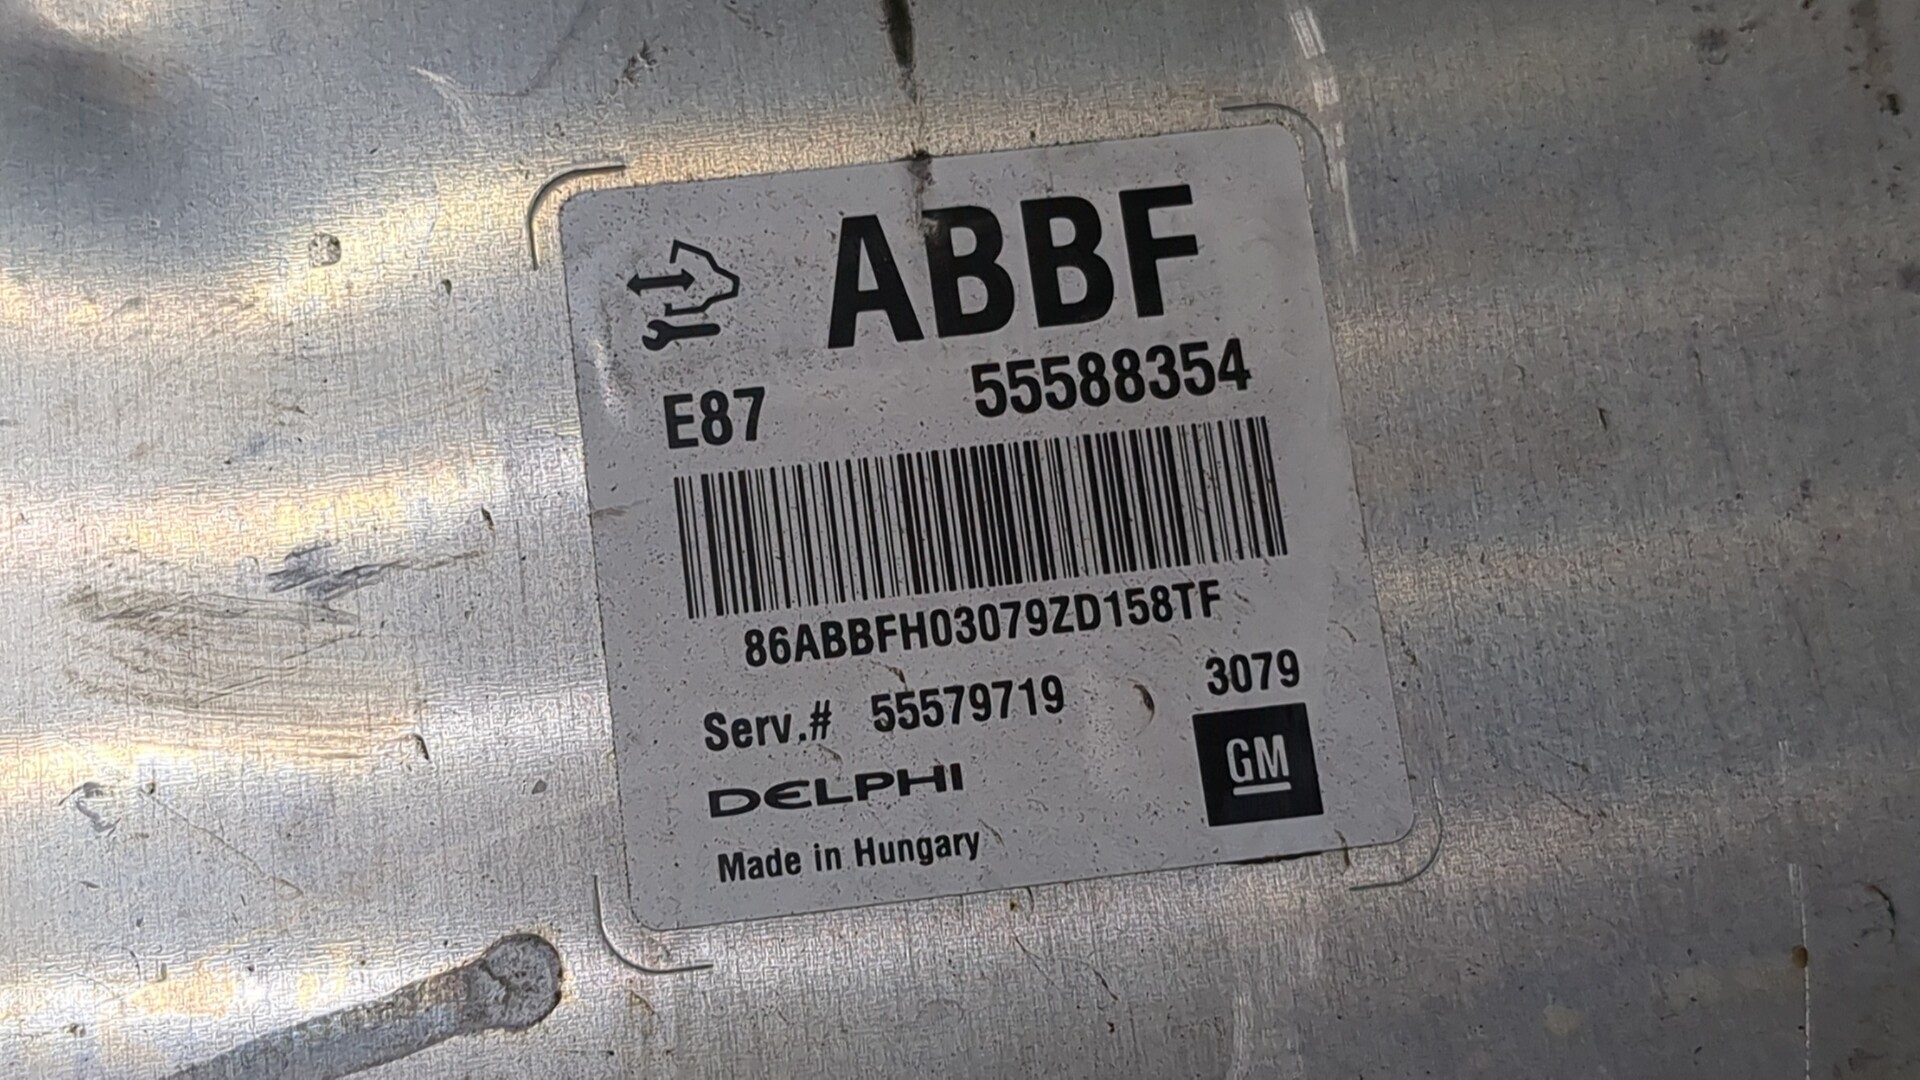 ABBF
E87 55588354
86ABBFH03079ZD158TF
Serv.# 55579719 3079
DELPHI GM
Made in Hungary